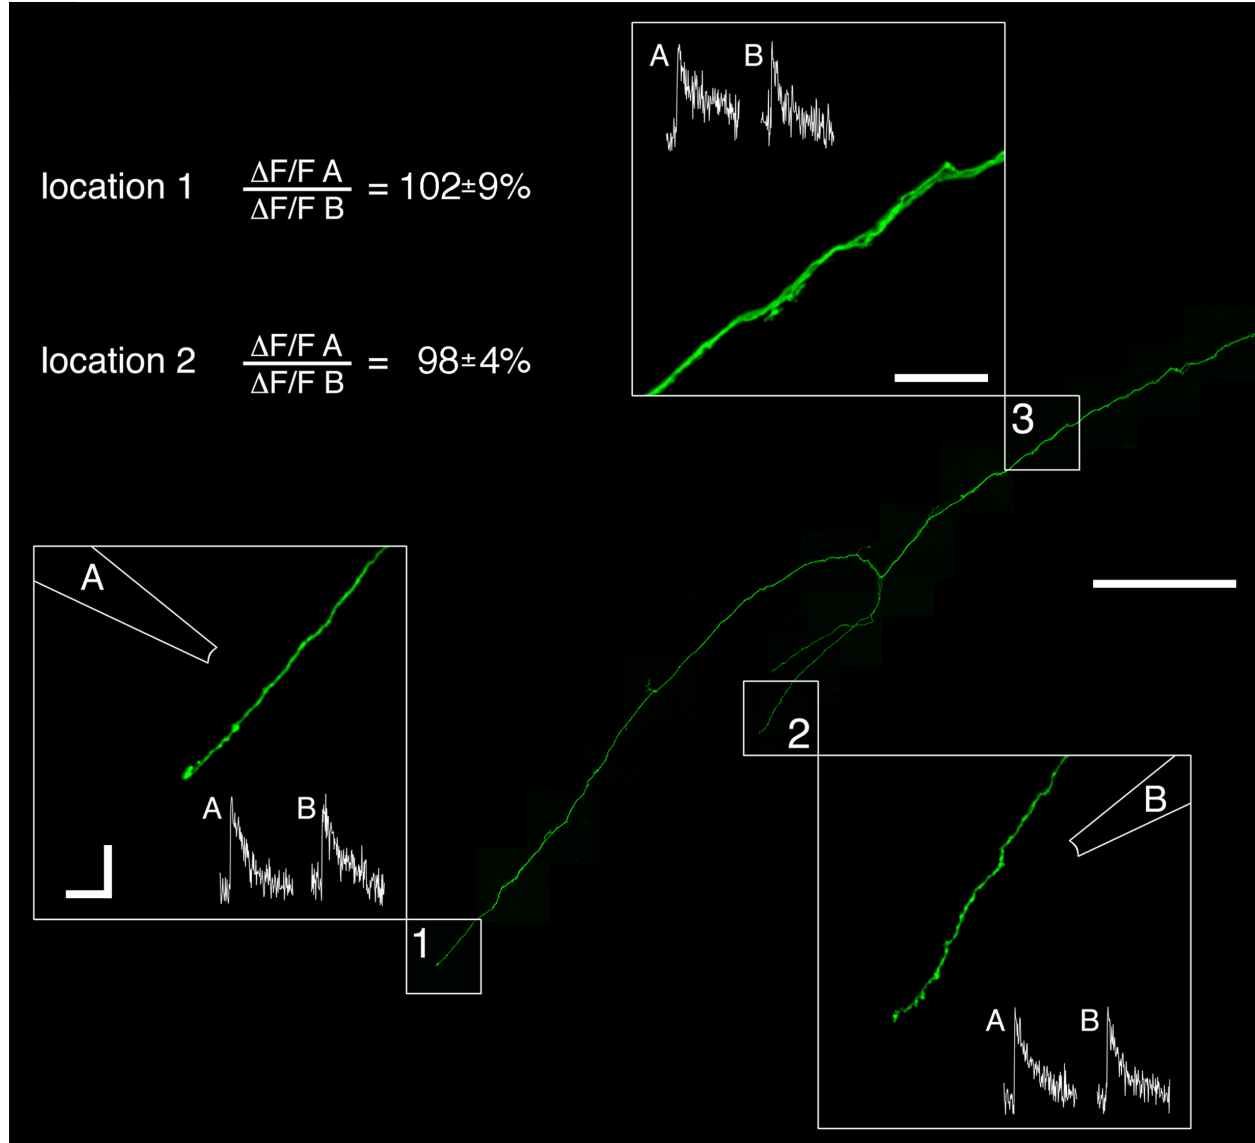 A B
location 1 ΔF/F A / ΔF/F B = 102±9%
location 2 ΔF/F A / ΔF/F B = 98±4%
3
A
2
B
A B
1
A B